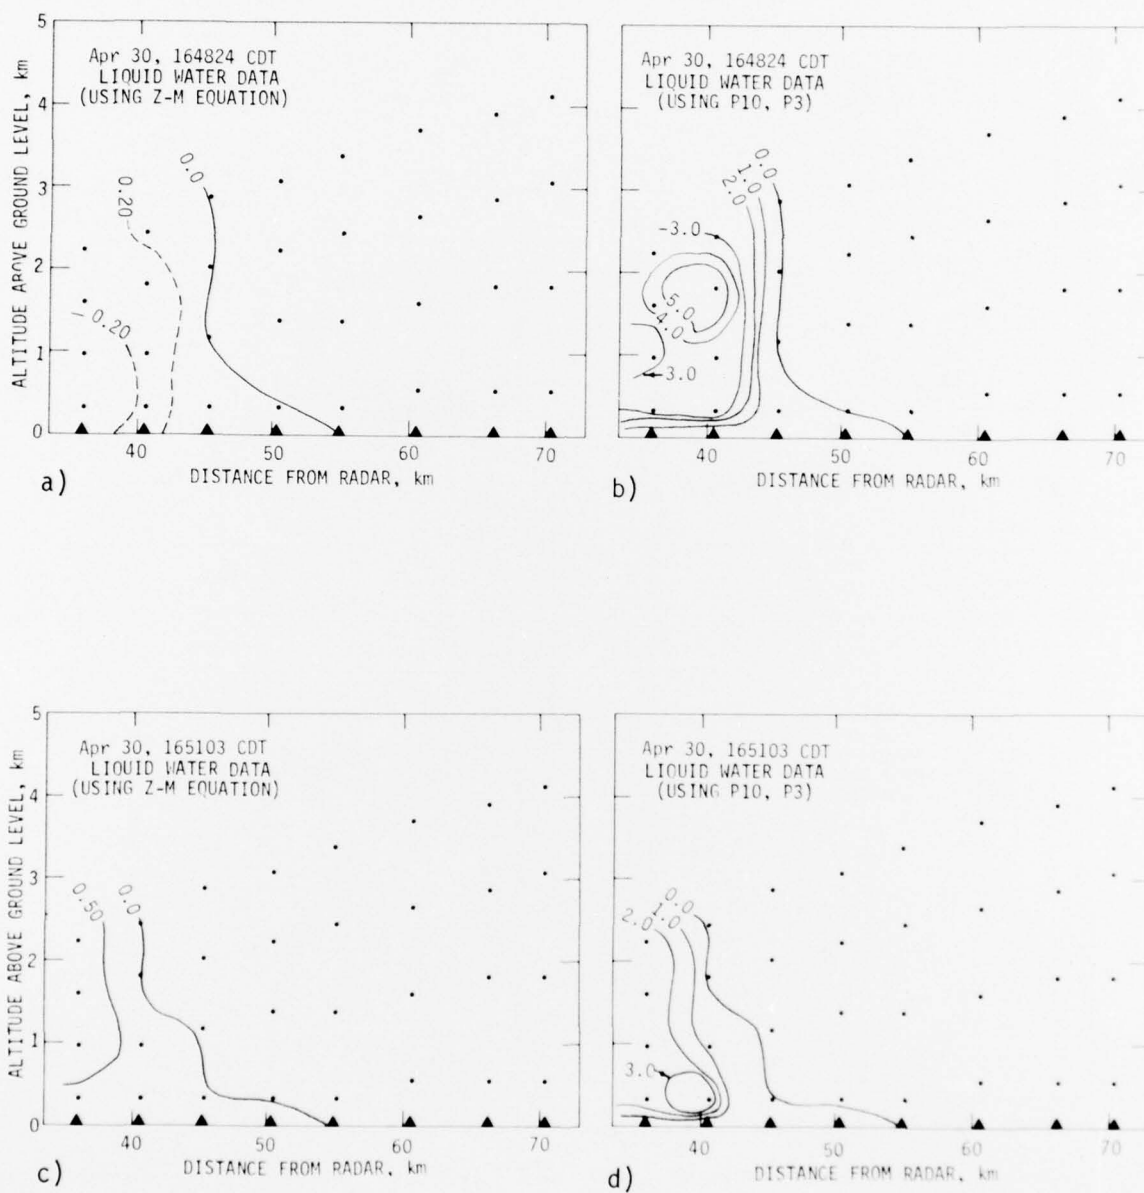 Apr 30, 164824 CDT
LIQUID WATER DATA
(USING Z-M EQUATION)
5
4
3
2
1
0
ALTITUDE ABOVE GROUND LEVEL, km
0.20
0.0
-0.20
40
50
60
70
DISTANCE FROM RADAR, km
a)
Apr 30, 164824 CDT
LIQUID WATER DATA
(USING P10, P3)
0.0
1.0
2.0
-3.0
5.0
4.0
3.0
40
50
60
70
DISTANCE FROM RADAR, km
b)
Apr 30, 165103 CDT
LIQUID WATER DATA
(USING Z-M EQUATION)
5
4
3
2
1
0
ALTITUDE ABOVE GROUND LEVEL, km
0.50
0.0
40
50
60
70
DISTANCE FROM RADAR, km
c)
Apr 30, 165103 CDT
LIQUID WATER DATA
(USING P10, P3)
0.0
1.0
2.0
3.0
40
50
60
70
DISTANCE FROM RADAR, km
d)